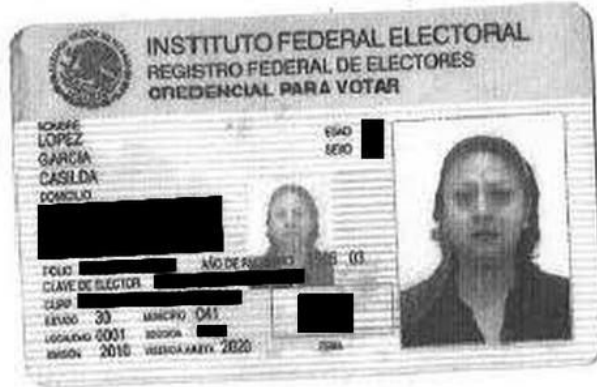 INSTITUTO FEDERAL ELECTORAL
REGISTRO FEDERAL DE ELECTORES
CREDENCIAL PARA VOTAR
NOMBRE
LOPEZ
GARCIA
CASILDA
DOMICILIO
EDAD
SEXO
FOLIO AÑO DE REGISTRO 03
CLAVE DE ELECTOR
CURP
ESTADO 30 MUNICIPIO 041
LOCALIDAD 0001 SECCION
EMISIÓN 2010 VIGENCIA HASTA 2020
FIRMA